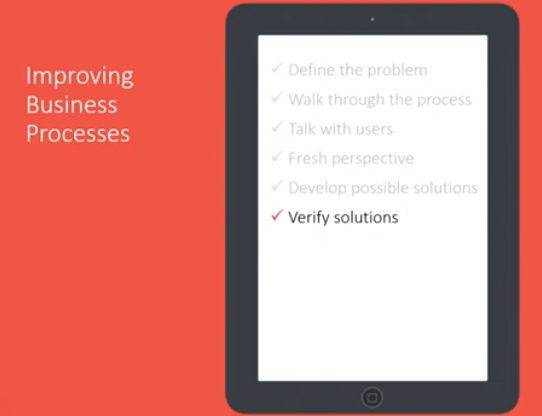 Improving
Business
Processes
✓ Define the problem
✓ Walk through the process
✓ Talk with users
✓ Fresh perspective
✓ Develop possible solutions
✓ Verify solutions